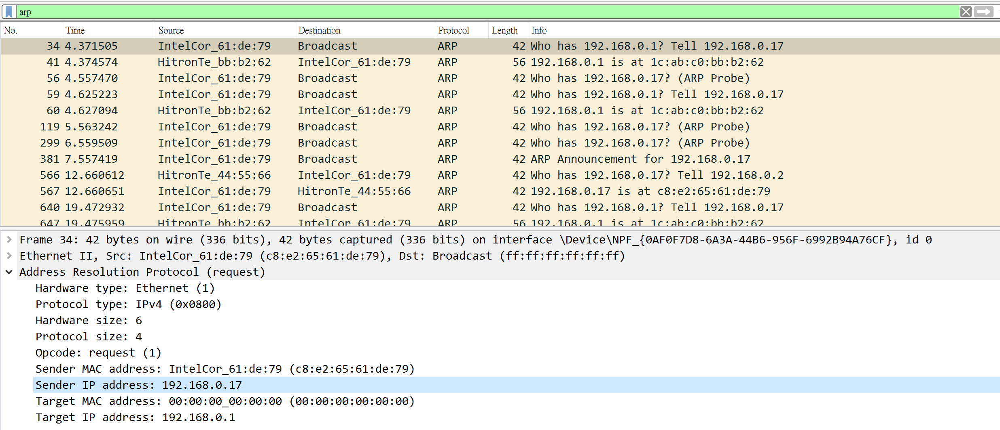 arp
No. Time Source Destination Protocol Length Info
34 4.371505 IntelCor_61:de:79 Broadcast ARP 42 Who has 192.168.0.1? Tell 192.168.0.17
41 4.374574 HitronTe_bb:b2:62 IntelCor_61:de:79 ARP 56 192.168.0.1 is at 1c:ab:c0:bb:b2:62
56 4.557470 IntelCor_61:de:79 Broadcast ARP 42 Who has 192.168.0.17? (ARP Probe)
59 4.625223 IntelCor_61:de:79 Broadcast ARP 42 Who has 192.168.0.1? Tell 192.168.0.17
60 4.627094 HitronTe_bb:b2:62 IntelCor_61:de:79 ARP 56 192.168.0.1 is at 1c:ab:c0:bb:b2:62
119 5.563242 IntelCor_61:de:79 Broadcast ARP 42 Who has 192.168.0.17? (ARP Probe)
299 6.559509 IntelCor_61:de:79 Broadcast ARP 42 Who has 192.168.0.17? (ARP Probe)
381 7.557419 IntelCor_61:de:79 Broadcast ARP 42 ARP Announcement for 192.168.0.17
566 12.660612 HitronTe_44:55:66 IntelCor_61:de:79 ARP 42 Who has 192.168.0.17? Tell 192.168.0.2
567 12.660651 IntelCor_61:de:79 HitronTe_44:55:66 ARP 42 192.168.0.17 is at c8:e2:65:61:de:79
640 19.472932 IntelCor_61:de:79 Broadcast ARP 42 Who has 192.168.0.1? Tell 192.168.0.17
647 19.475959 HitronTe_bb:b2:62 IntelCor_61:de:79 ARP 56 192.168.0.1 is at 1c:ab:c0:bb:b2:62
Frame 34: 42 bytes on wire (336 bits), 42 bytes captured (336 bits) on interface \Device\NPF_{0AF0F7D8-6A3A-44B6-956F-6992B94A76CF}, id 0
Ethernet II, Src: IntelCor_61:de:79 (c8:e2:65:61:de:79), Dst: Broadcast (ff:ff:ff:ff:ff:ff)
Address Resolution Protocol (request)
Hardware type: Ethernet (1)
Protocol type: IPv4 (0x0800)
Hardware size: 6
Protocol size: 4
Opcode: request (1)
Sender MAC address: IntelCor_61:de:79 (c8:e2:65:61:de:79)
Sender IP address: 192.168.0.17
Target MAC address: 00:00:00_00:00:00 (00:00:00:00:00:00)
Target IP address: 192.168.0.1